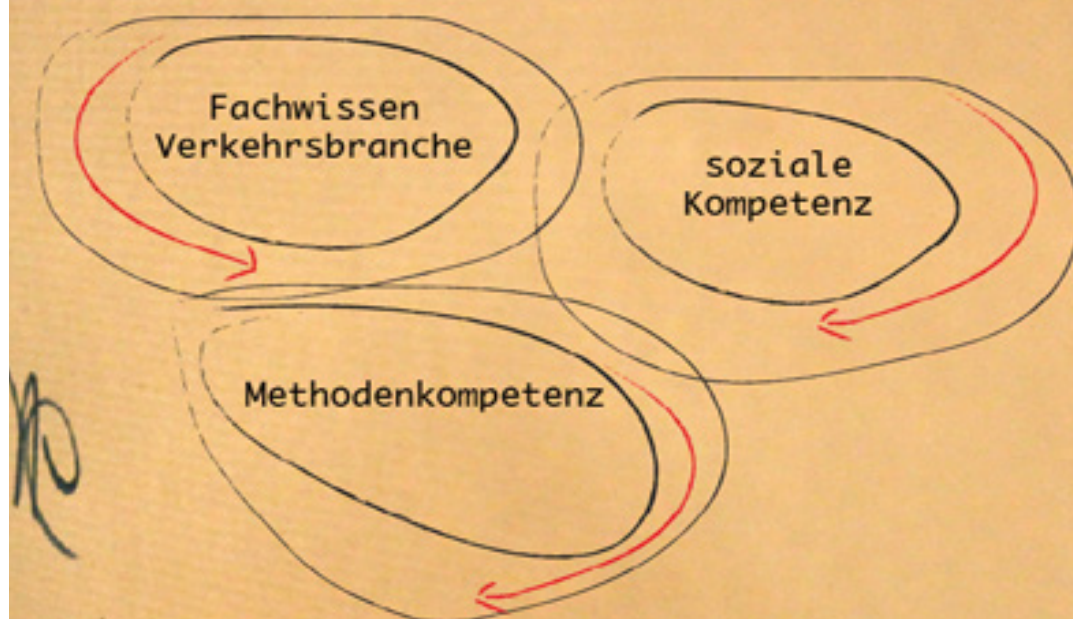 Fachwissen
Verkehrsbranche
soziale
Kompetenz
Methodenkompetenz